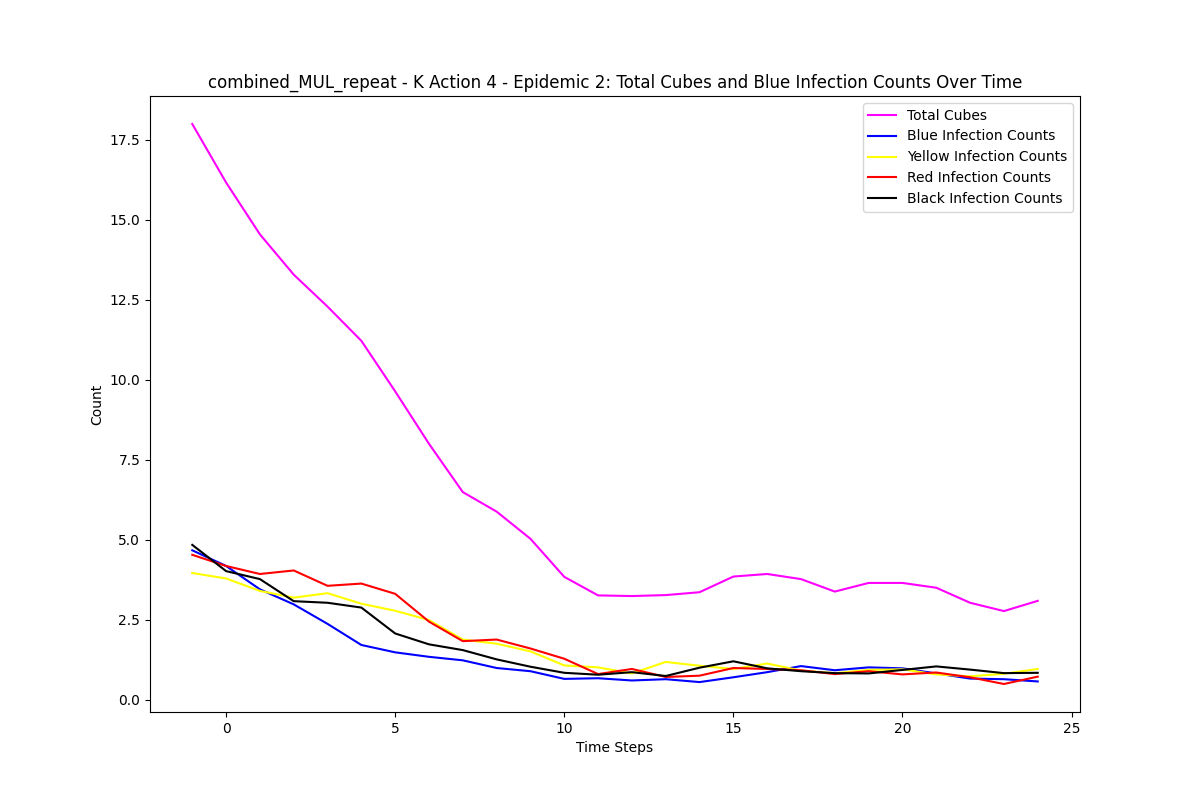 combined_MUL_repeat - K Action 4 - Epidemic 2: Total Cubes and Blue Infection Counts Over Time
Total Cubes
Blue Infection Counts
Yellow Infection Counts
Red Infection Counts
Black Infection Counts
Count
17.5
15.0
12.5
10.0
7.5
5.0
2.5
0.0
0
5
10
15
20
25
Time Steps